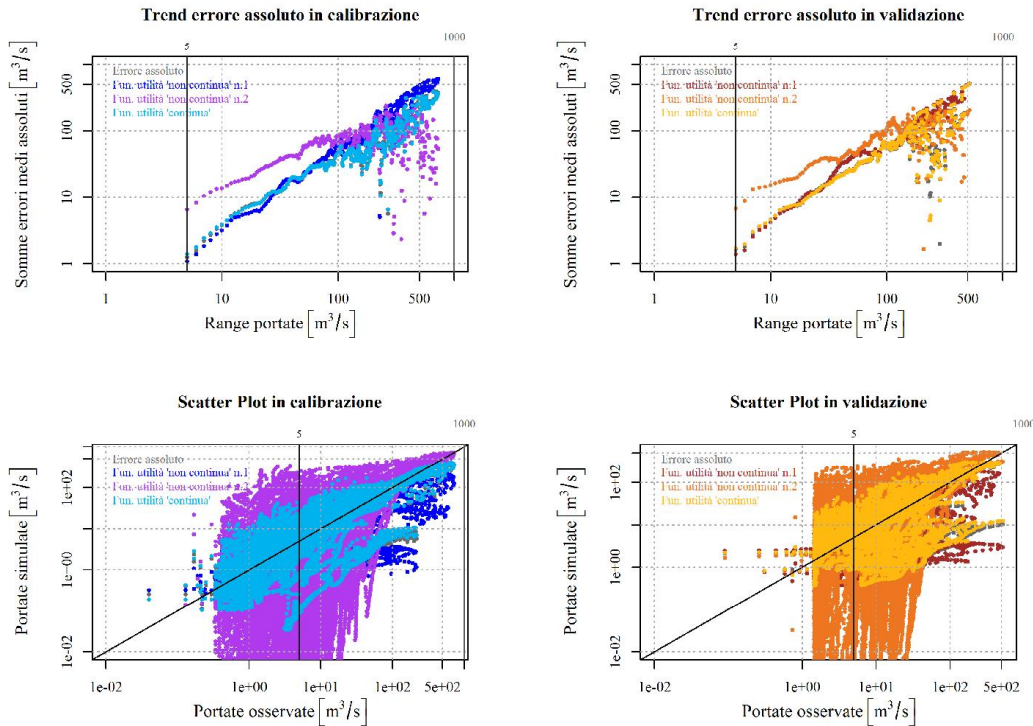 Trend errore assoluto in calibrazione
5
1000
Errore assoluto
Fun. utilità 'non continua' n.1
Fun. utilità 'non continua' n.2
Fun. utilità 'continua'
Somme errori medi assoluti [m³/s]
500
100
10
1
1
10
100
500
Range portate [m³/s]
Trend errore assoluto in validazione
5
1000
Errore assoluto
Fun. utilità 'non continua' n.1
Fun. utilità 'non continua' n.2
Fun. utilità 'continua'
Somme errori medi assoluti [m³/s]
500
100
10
1
1
10
100
500
Range portate [m³/s]
Scatter Plot in calibrazione
5
1000
Errore assoluto
Fun. utilità 'non continua' n.1
Fun. utilità 'non continua' n.2
Fun. utilità 'continua'
Portate simulate [m³/s]
1e+02
1e+00
1e-02
1e-02
1e+00
1e+01
1e+02
5e+02
Portate osservate [m³/s]
Scatter Plot in validazione
5
1000
Errore assoluto
Fun. utilità 'non continua' n.1
Fun. utilità 'non continua' n.2
Fun. utilità 'continua'
Portate simulate [m³/s]
1e+02
1e+00
1e-02
1e-02
1e+00
1e+01
1e+02
5e+02
Portate osservate [m³/s]